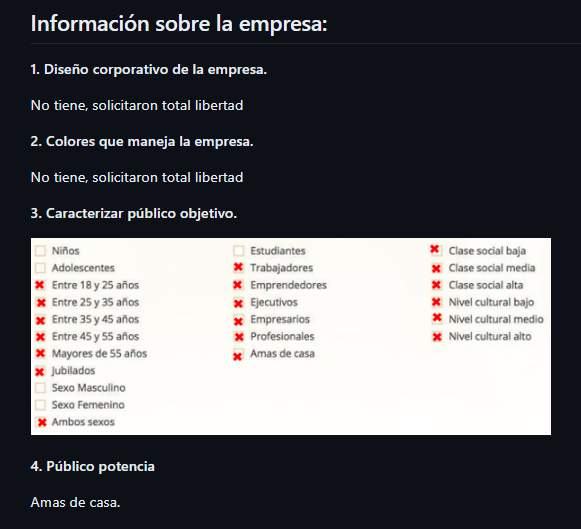 Información sobre la empresa:
1. Diseño corporativo de la empresa.
No tiene, solicitaron total libertad
2. Colores que maneja la empresa.
No tiene, solicitaron total libertad
3. Caracterizar público objetivo.
Niños
Adolescentes
Entre 18 y 25 años
Entre 25 y 35 años
Entre 35 y 45 años
Entre 45 y 55 años
Mayores de 55 años
Jubilados
Sexo Masculino
Sexo Femenino
Ambos sexos
Estudiantes
Trabajadores
Emprendedores
Ejecutivos
Empresarios
Profesionales
Amas de casa
Clase social baja
Clase social media
Clase social alta
Nivel cultural bajo
Nivel cultural medio
Nivel cultural alto
4. Público potencia
Amas de casa.